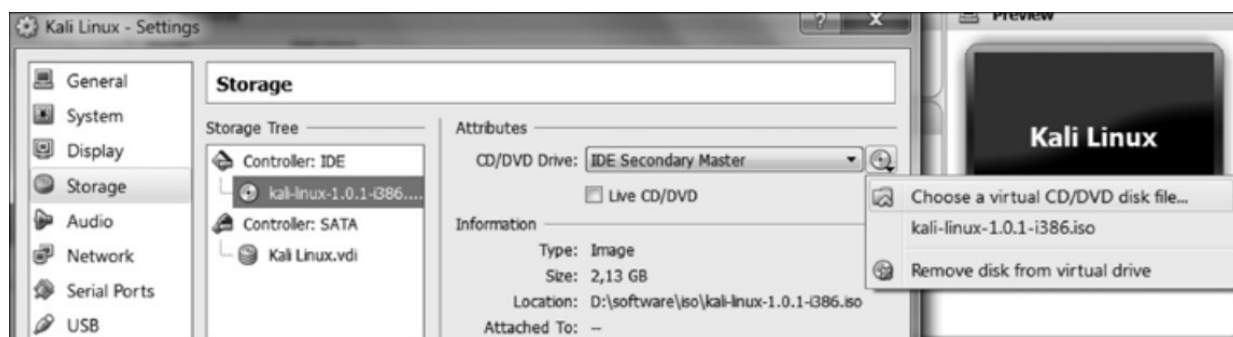 Kali Linux - Settings
Preview
General
System
Display
Storage
Audio
Network
Serial Ports
USB
Storage
Storage Tree
Controller: IDE
kali-linux-1.0.1-i386....
Controller: SATA
Kali Linux.vdi
Attributes
CD/DVD Drive: IDE Secondary Master
Live CD/DVD
Information
Type: Image
Size: 2,13 GB
Location: D:\software\iso\kali-linux-1.0.1-i386.iso
Attached To: --
Kali Linux
Choose a virtual CD/DVD disk file...
kali-linux-1.0.1-i386.iso
Remove disk from virtual drive